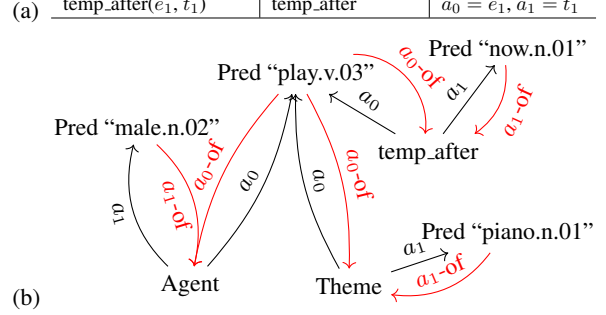 (a) temp_after(e₁, t₁) temp_after a₀ = e₁, a₁ = t₁
Pred “now.n.01”
Pred “play.v.03”
a₀-of
a₁
a₁-of
a₀
Pred “male.n.02”
temp_after
a₀-of
a₀-of
a₁-of
a₀
a₀
a₁
Pred “piano.n.01”
a₁
a₁-of
Agent
Theme
(b)